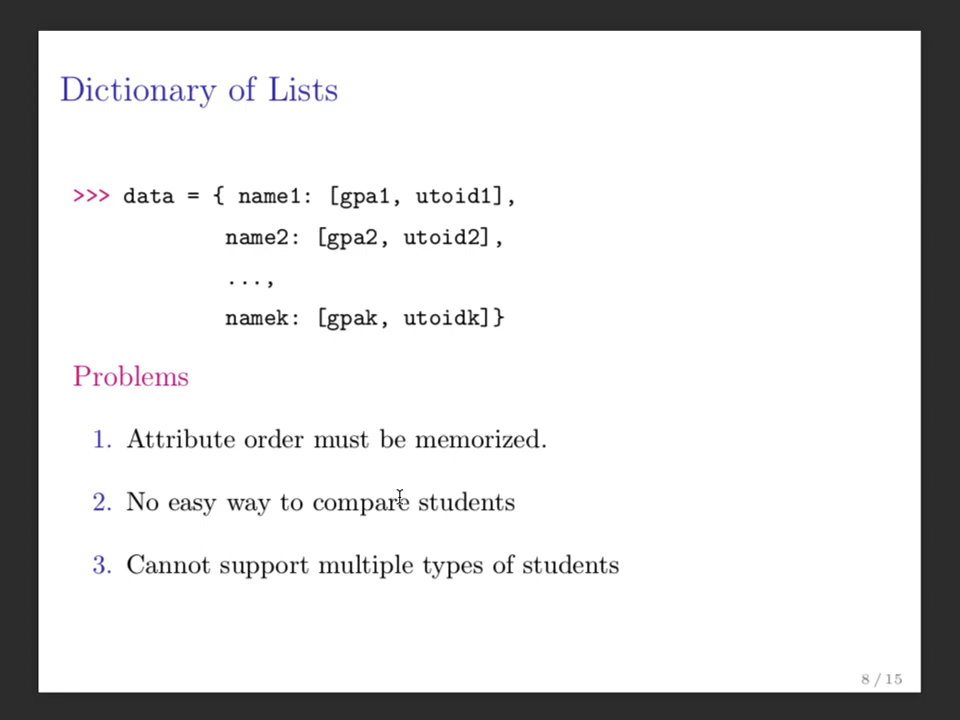 Dictionary of Lists
>>> data = { name1: [gpa1, utoid1],
name2: [gpa2, utoid2],
...,
namek: [gpak, utoidk]}
Problems
1. Attribute order must be memorized.
2. No easy way to compare students
3. Cannot support multiple types of students
8 / 15